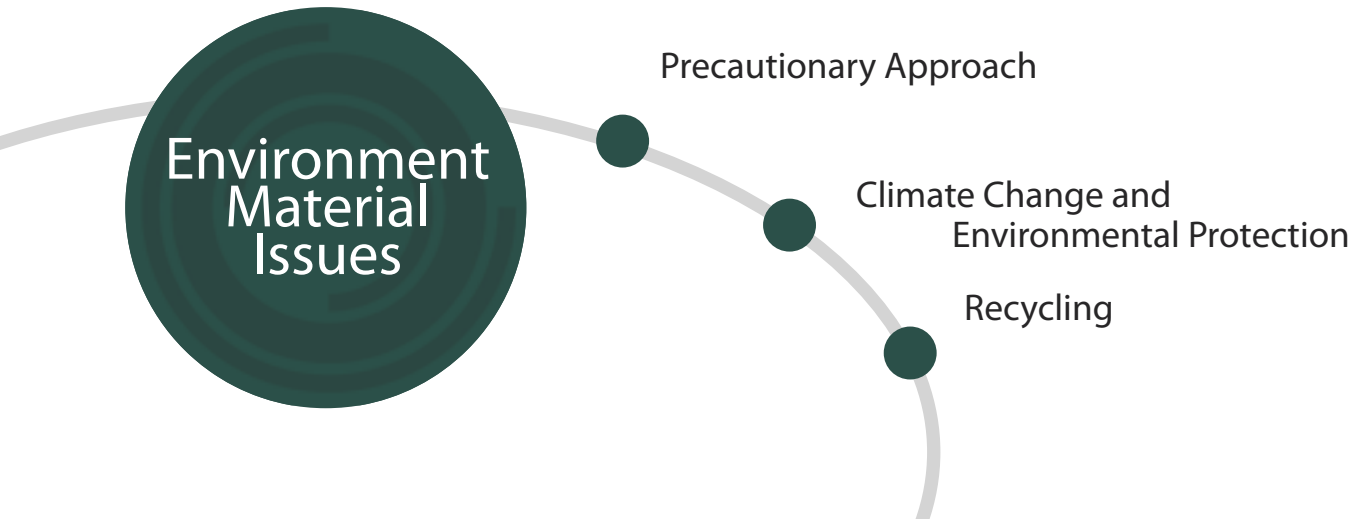 Environment
Material
Issues
Precautionary Approach
Climate Change and
Environmental Protection
Recycling